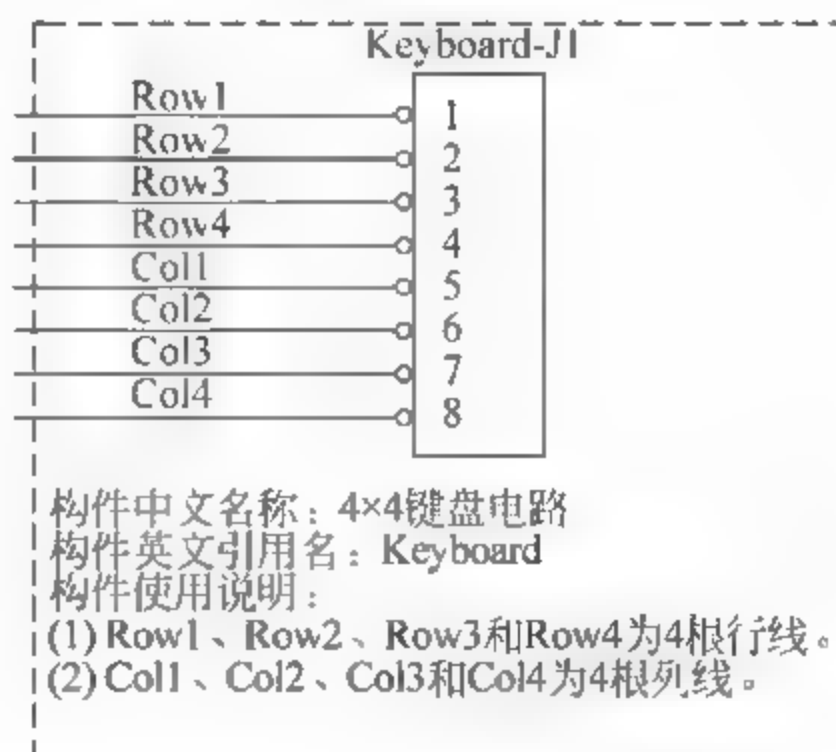 Keyboard-J1
Row1
1
Row2
2
Row3
3
Row4
4
Col1
5
Col2
6
Col3
7
Col4
8
构件中文名称：4×4键盘电路
构件英文引用名：Keyboard
构件使用说明：
(1) Row1、Row2、Row3和Row4为4根行线。
(2) Col1、Col2、Col3和Col4为4根列线。